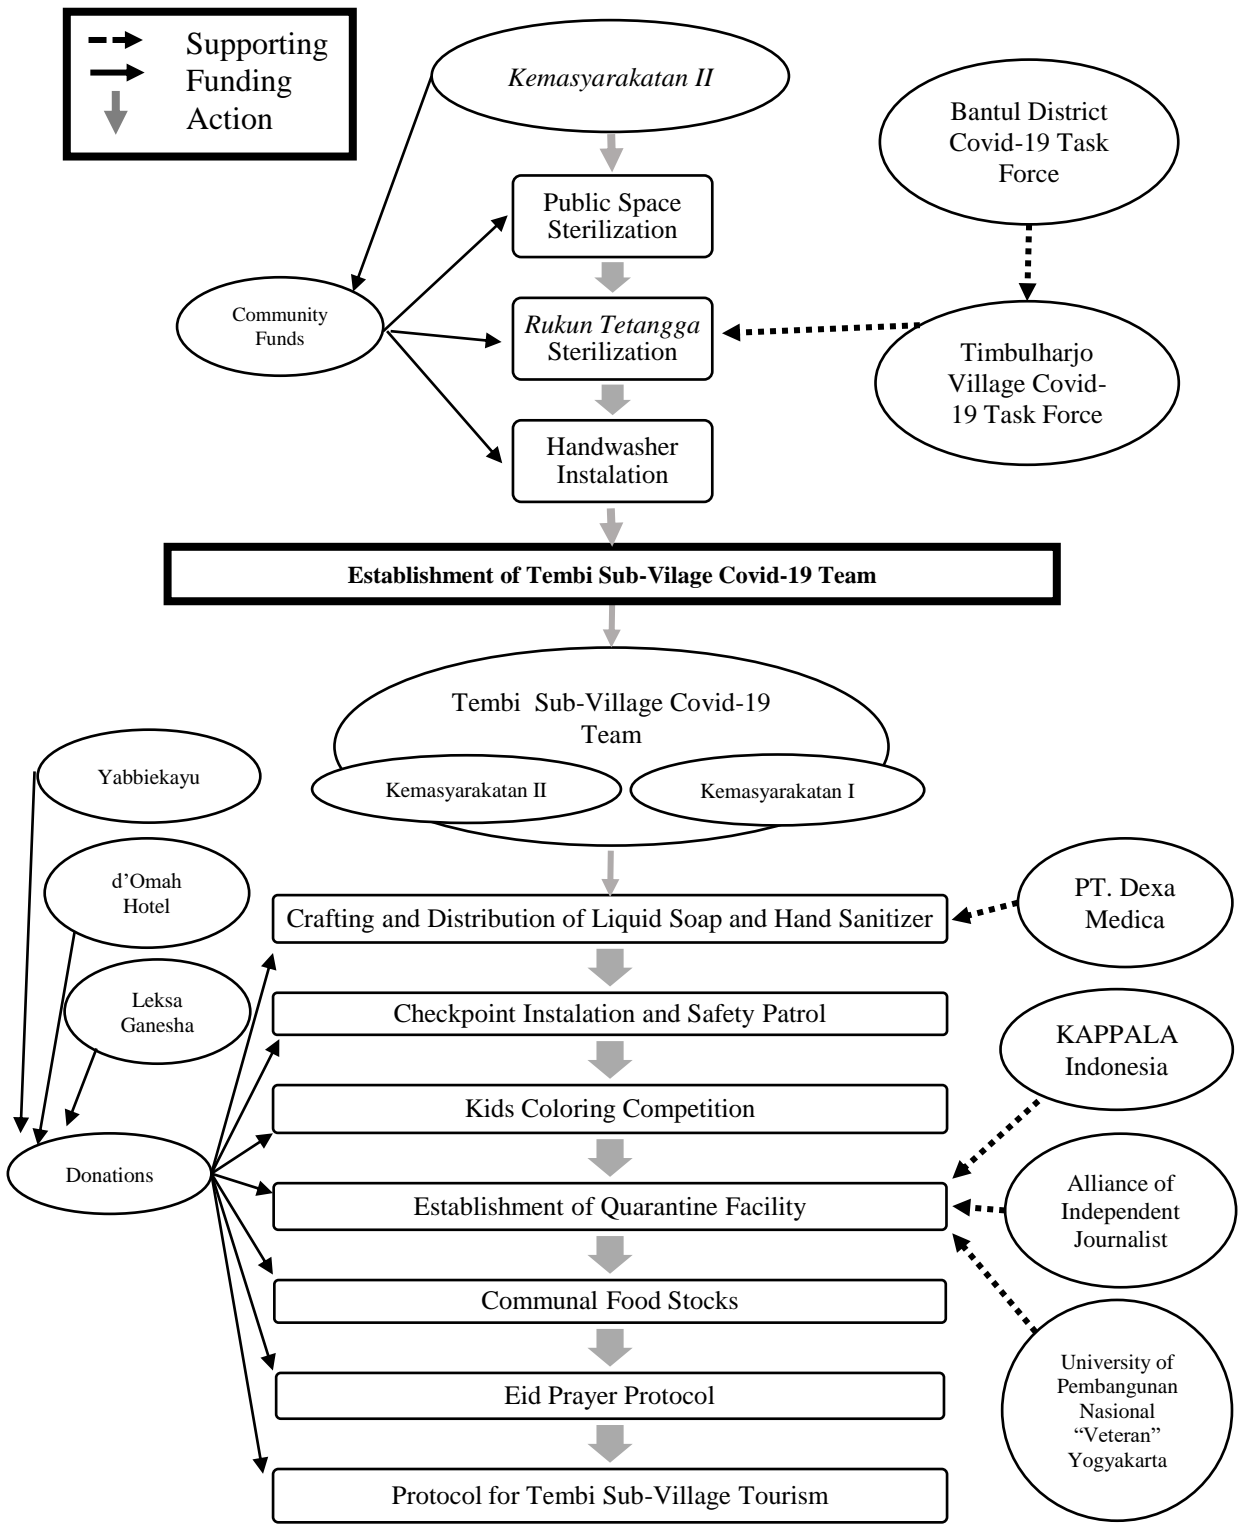 Supporting
Funding
Action
Kemasyarakatan II
Bantul District
Covid-19 Task
Force
Public Space
Sterilization
Community
Funds
Rukun Tetangga
Sterilization
Timbulharjo
Village Covid-
19 Task Force
Handwasher
Instalation
Establishment of Tembi Sub-Vilage Covid-19 Team
Tembi Sub-Village Covid-19
Team
Kemasyarakatan II
Kemasyarakatan I
Yabbiekayu
d’Omah
Hotel
Leksa
Ganesha
Donations
Crafting and Distribution of Liquid Soap and Hand Sanitizer
Checkpoint Instalation and Safety Patrol
Kids Coloring Competition
Establishment of Quarantine Facility
Communal Food Stocks
Eid Prayer Protocol
Protocol for Tembi Sub-Village Tourism
PT. Dexa
Medica
KAPPALA
Indonesia
Alliance of
Independent
Journalist
University of
Pembangunan
Nasional
“Veteran”
Yogyakarta